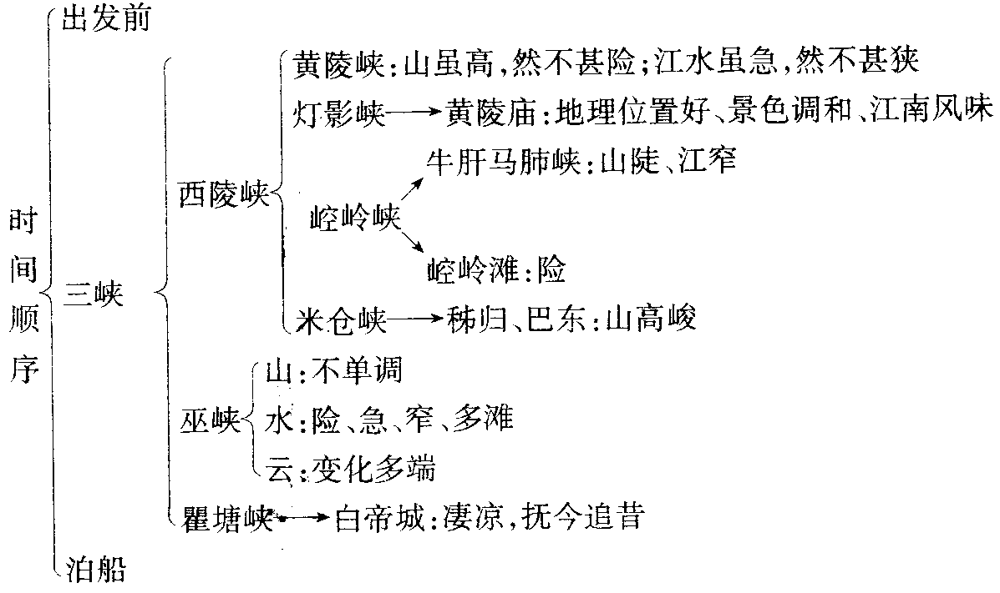 时间顺序
出发前
三峡
西陵峡
黄陵峡:山虽高,然不甚险;江水虽急,然不甚狭
灯影峡→黄陵庙:地理位置好、景色调和、江南风味
崆岭峡
牛肝马肺峡:山陡、江窄
崆岭滩:险
米仓峡→秭归、巴东:山高峻
巫峡
山:不单调
水:险、急、窄、多滩
云:变化多端
瞿塘峡→白帝城:凄凉,抚今追昔
泊船